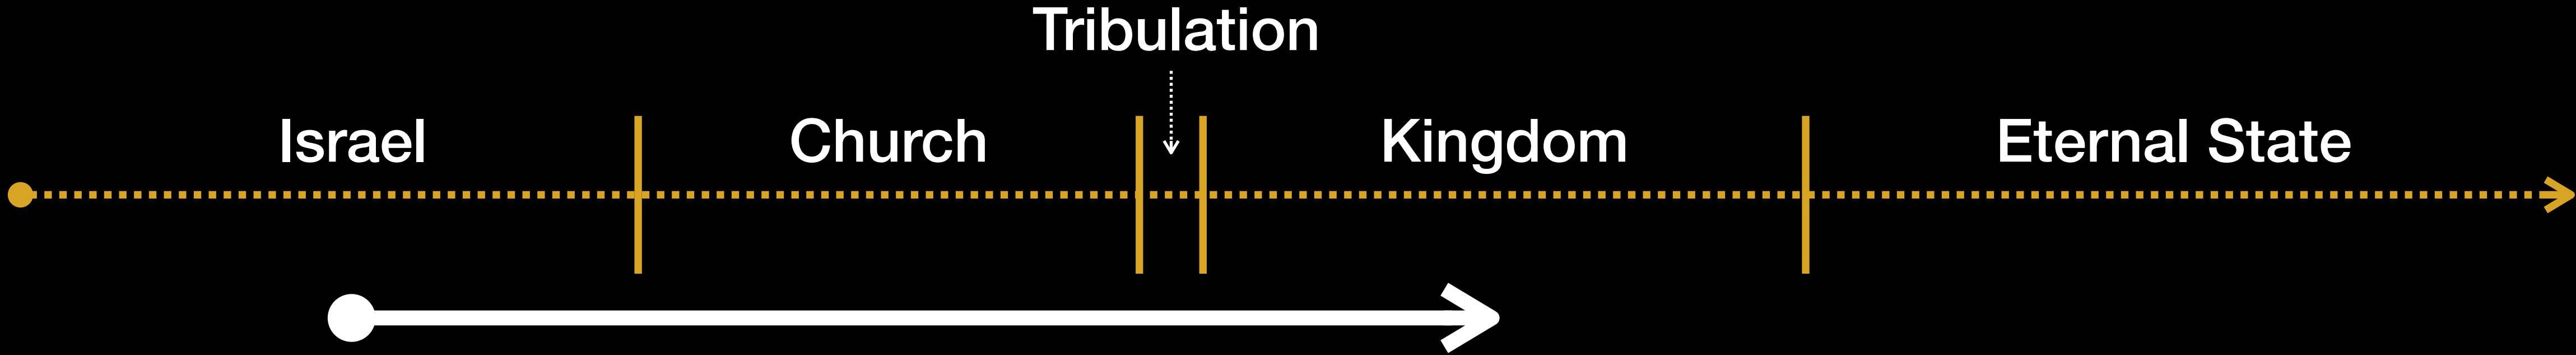 Tribulation
Israel
Church
Kingdom
Eternal State